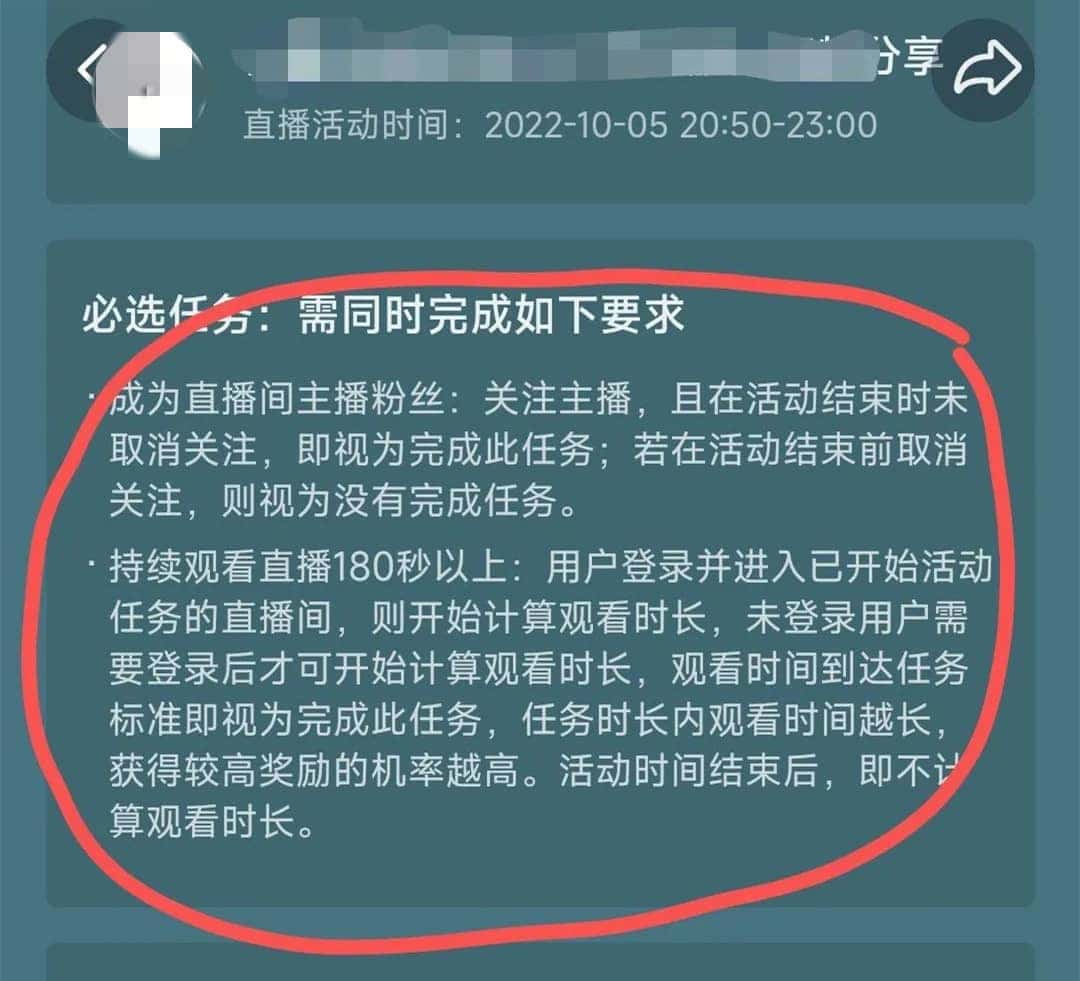 分享
直播活动时间：2022-10-05 20:50-23:00
必选任务：需同时完成如下要求
· 成为直播间主播粉丝：关注主播，且在活动结束时未
取消关注，即视为完成此任务；若在活动结束前取消
关注，则视为没有完成任务。
· 持续观看直播180秒以上：用户登录并进入已开始活动
任务的直播间，则开始计算观看时长，未登录用户需
要登录后才可开始计算观看时长，观看时间到达任务
标准即视为完成此任务，任务时长内观看时间越长，
获得较高奖励的机率越高。活动时间结束后，即不计
算观看时长。